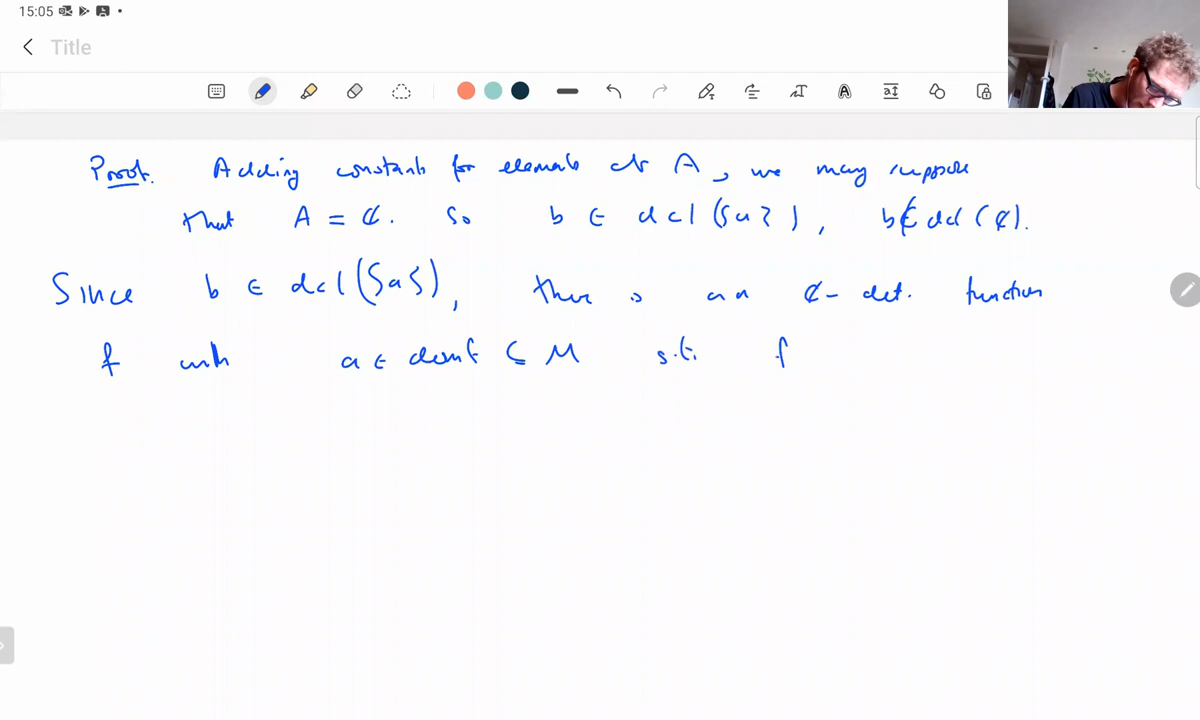 15:05
Title
Proof. Adding constants for elements of A, we may suppose
that A = ∅. So b ∈ dcl({a}), b ∉ dcl(∅).
Since b ∈ dcl({a}), there is an ∅-def. function
f with a ∈ dom f ⊆ M s.t. f